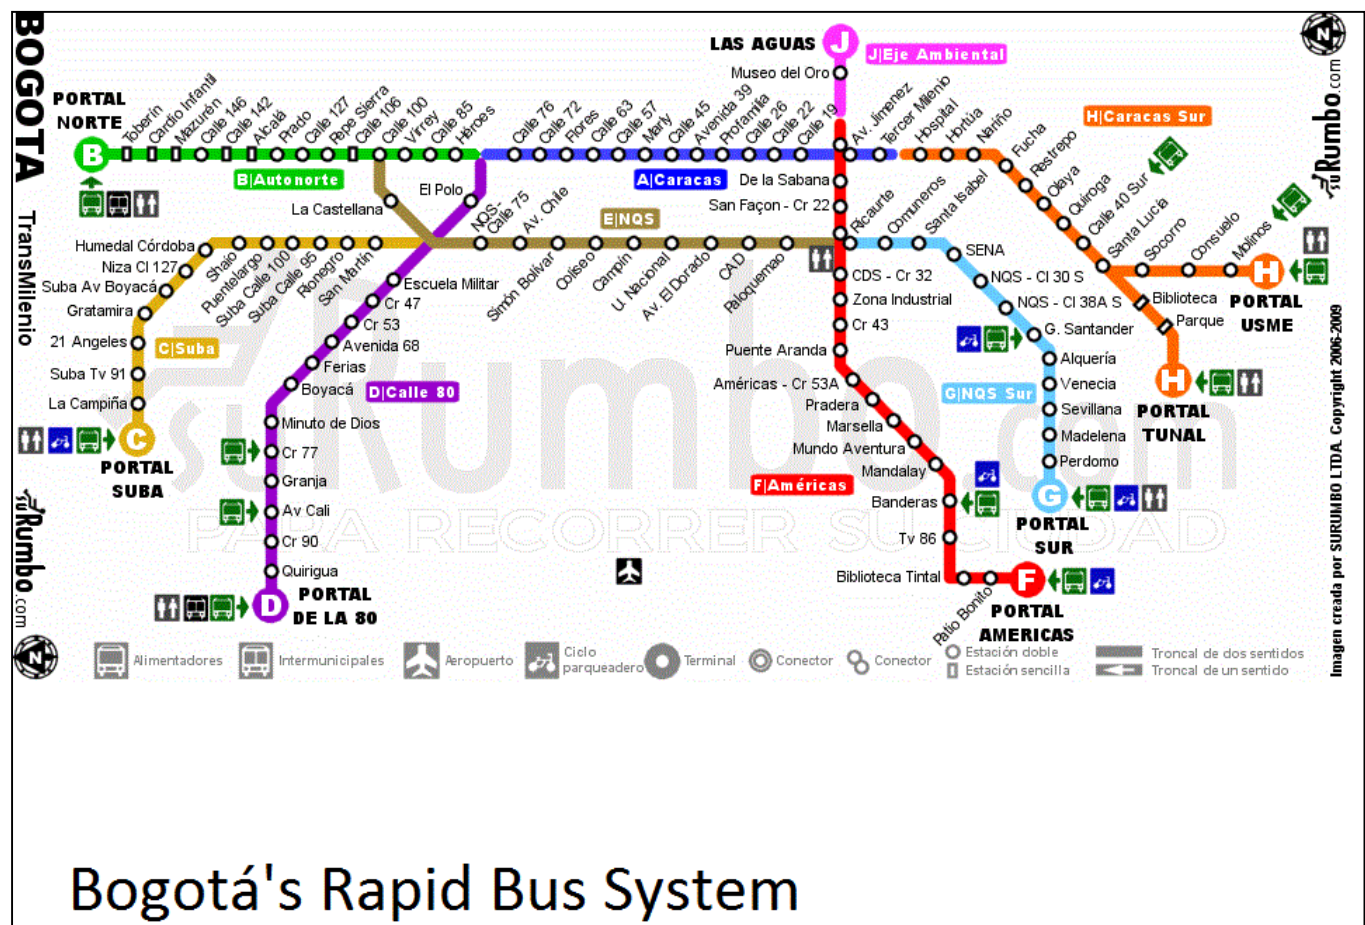 BOGOTA
TransMilenio
suRumbo.com
PORTAL
NORTE
B
Toberín
Cardio Infantil
Mazurén
Calle 146
Calle 142
Alcalá
Prado
Calle 127
Pepe Sierra
Calle 106
Calle 100
Virrey
Calle 85
Héroes
B|Autonorte
Calle 76
Calle 72
Flores
Calle 63
Calle 57
Marly
Calle 45
Avenida 39
Profamilia
Calle 26
Calle 22
Calle 19
A|Caracas
LAS AGUAS
J
J|Eje Ambiental
Museo del Oro
Av. Jimenez
Tercer Milenio
Hospital
Hortúa
Nariño
Fucha
Restrepo
Olaya
Quiroga
Calle 40 Sur
Santa Lucía
Socorro
Consuelo
Molinos
H|Caracas Sur
H
PORTAL
USME
Biblioteca
Parque
H
PORTAL
TUNAL
N
suRumbo.com
De la Sabana
San Façon - Cr 22
Ricaurte
Comuneros
Santa Isabel
SENA
NQS - Cl 30 S
NQS - Cl 38A S
G. Santander
Alquería
Venecia
Sevillana
Madelena
Perdomo
G|NQS Sur
G
PORTAL
SUR
La Castellana
El Polo
NQS-
Calle 75
Av. Chile
Simón Bolívar
Coliseo
Campín
U. Nacional
Av. El Dorado
CAD
Paloquemao
E|NQS
Humedal Córdoba
Niza Cl 127
Suba Av Boyacá
Gratamira
21 Angeles
Suba Tv 91
La Campiña
Shaio
Puentelargo
Suba Calle 100
Suba Calle 95
Rionegro
San Martín
C|Suba
C
PORTAL
SUBA
Escuela Militar
Cr 47
Cr 53
Avenida 68
Ferias
Boyacá
D|Calle 80
Minuto de Dios
Cr 77
Granja
Av Cali
Cr 90
Quirigua
D
PORTAL
DE LA 80
CDS - Cr 32
Zona Industrial
Cr 43
Puente Aranda
Américas - Cr 53A
Pradera
Marsella
Mundo Aventura
Mandalay
F|Américas
Banderas
Tv 86
Biblioteca Tintal
Patio Bonito
F
PORTAL
AMERICAS
suRumbo.com
PARA RECORRER SU CIUDAD
suRumbo.com
N
Alimentadores
Intermunicipales
Aeropuerto
Ciclo
parqueadero
Terminal
Conector
Conector
Estación doble
Estación sencilla
Troncal de dos sentidos
Troncal de un sentido
Imagen creada por SURUMBO LTDA. Copyright 2006-2009
Bogotá's Rapid Bus System